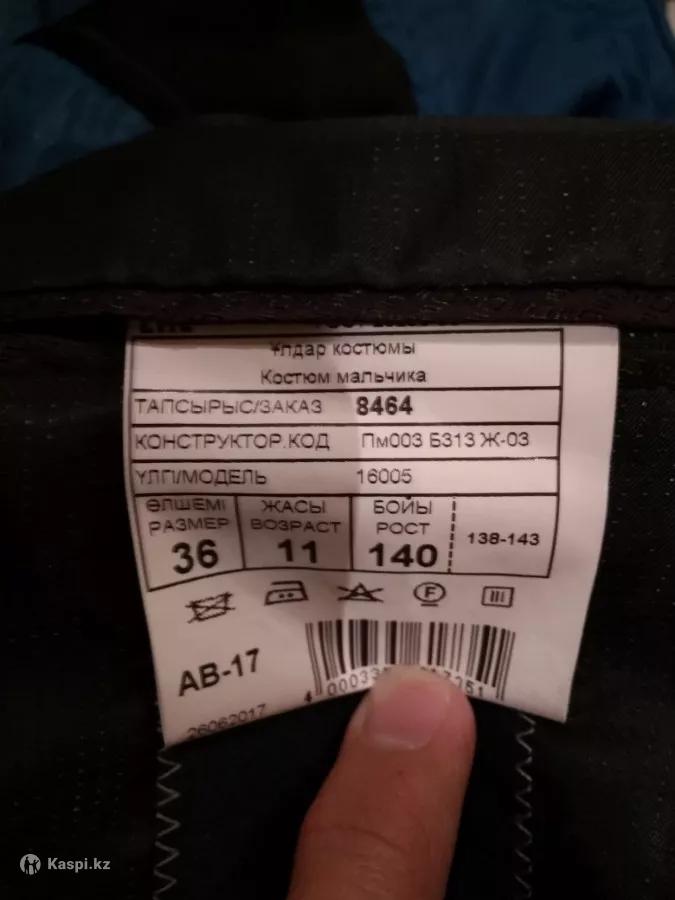 Ұлдар костюмы
Костюм мальчика
ТАПСЫРЫС/ЗАКАЗ 8464
КОНСТРУКТОР.КОД Пм003 Б313 Ж-03
ҮЛГІ/МОДЕЛЬ 16005
ӨЛШЕМІ ЖАСЫ БОЙЫ
РАЗМЕР ВОЗРАСТ РОСТ 138-143
36 11 140
F
AB-17
26062017
Kaspi.kz